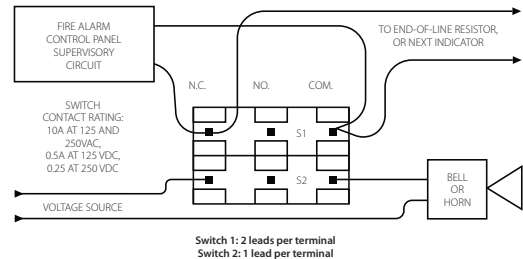 FIRE ALARM
CONTROL PANEL
SUPERVISORY
CIRCUIT
TO END-OF-LINE RESISTOR,
OR NEXT INDICATOR
N.C.
NO.
COM.
SWITCH
CONTACT RATING:
10A AT 125 AND
250VAC,
0.5A AT 125 VDC,
0.25 AT 250 VDC
S1
S2
BELL
OR
HORN
VOLTAGE SOURCE
Switch 1: 2 leads per terminal
Switch 2: 1 lead per terminal